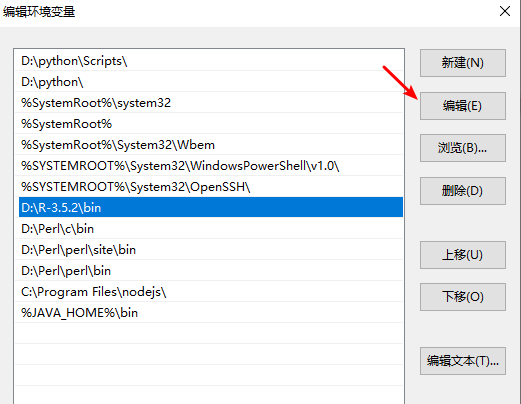 编辑环境变量
D:\python\Scripts\
D:\python\
%SystemRoot%\system32
%SystemRoot%
%SystemRoot%\System32\Wbem
%SYSTEMROOT%\System32\WindowsPowerShell\v1.0\
%SYSTEMROOT%\System32\OpenSSH\
D:\R-3.5.2\bin
D:\Perl\c\bin
D:\Perl\perl\site\bin
D:\Perl\perl\bin
C:\Program Files\nodejs\
%JAVA_HOME%\bin
新建(N)
编辑(E)
浏览(B)...
删除(D)
上移(U)
下移(O)
编辑文本(T)...